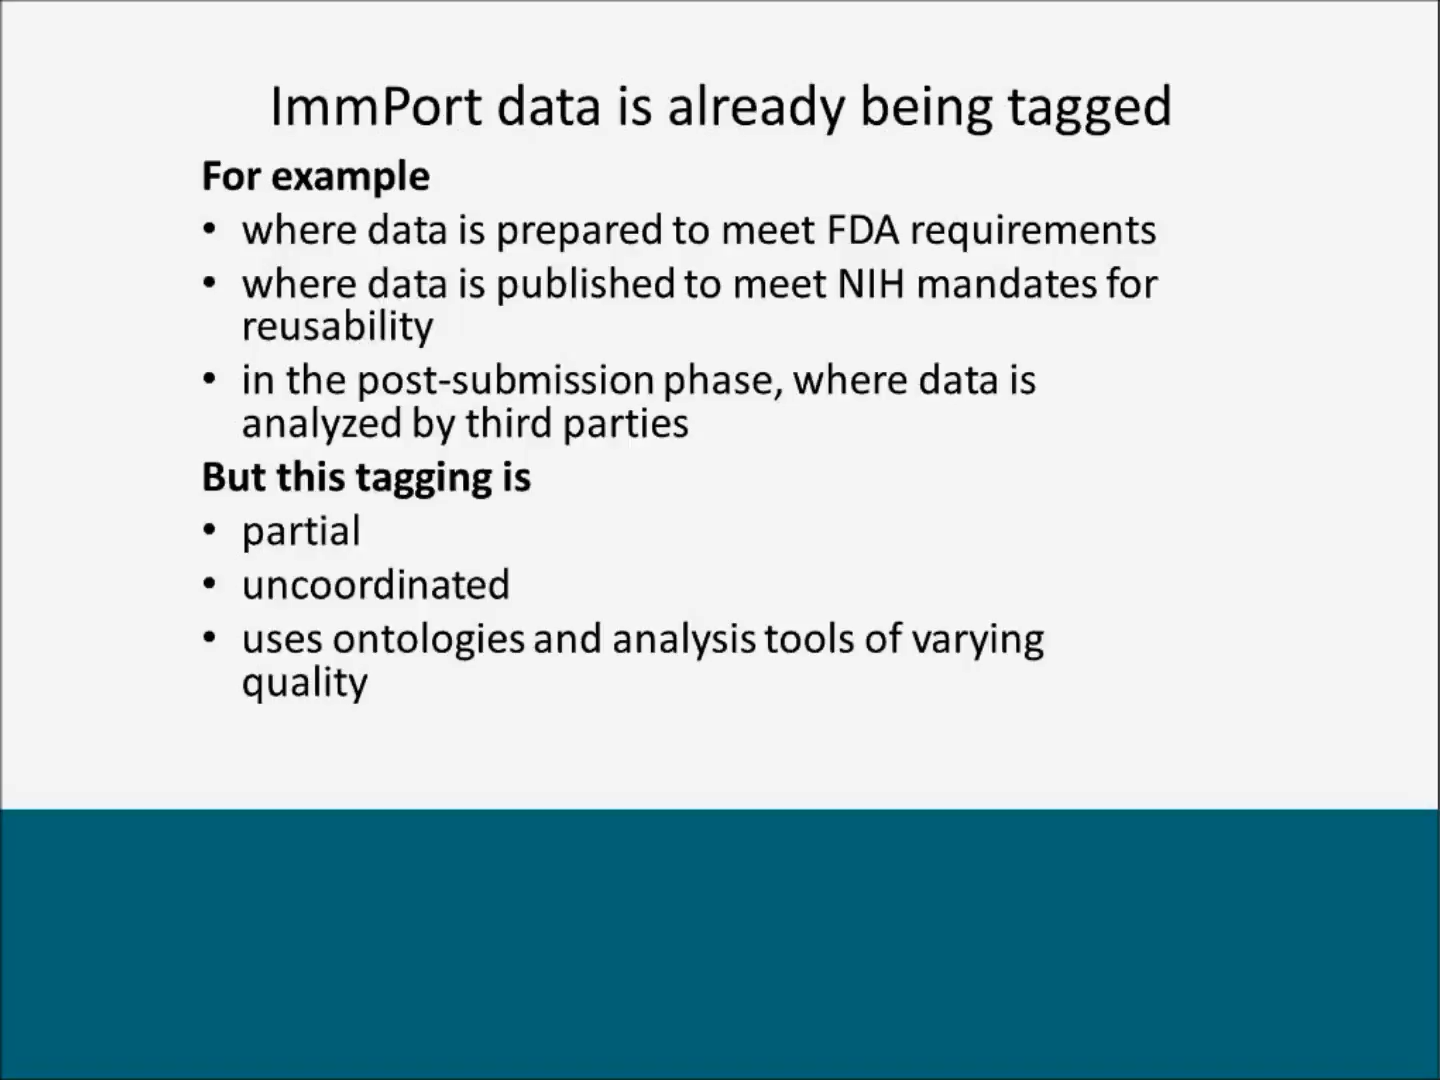 ImmPort data is already being tagged
For example
• where data is prepared to meet FDA requirements
• where data is published to meet NIH mandates for
reusability
• in the post-submission phase, where data is
analyzed by third parties
But this tagging is
• partial
• uncoordinated
• uses ontologies and analysis tools of varying
quality